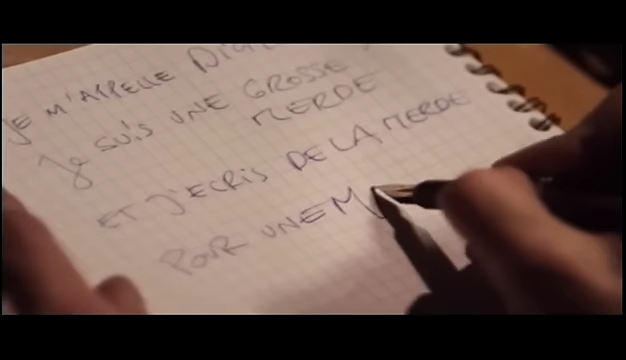 JE M'APPELLE
JE SUIS UNE GROSSE
MERDE
ET J'ECRIS DE LA MERDE
POUR UNE M